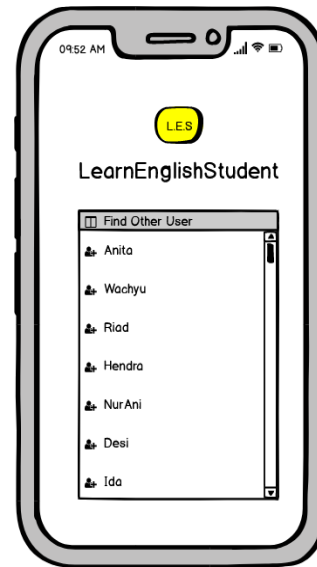 09:52 AM
L.E.S
LearnEnglishStudent
Find Other User
Anita
Wachyu
Riad
Hendra
NurAni
Desi
Ida